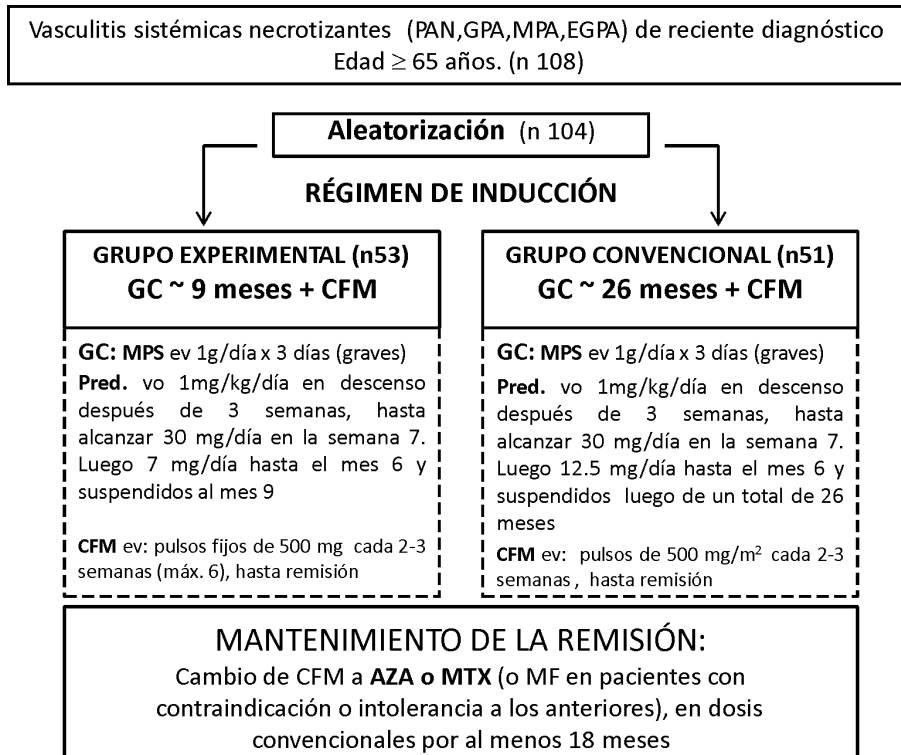 Vasculitis sistémicas necrotizantes (PAN,GPA,MPA,EGPA) de reciente diagnóstico
Edad ≥ 65 años. (n 108)
Aleatorización (n 104)
RÉGIMEN DE INDUCCIÓN
GRUPO EXPERIMENTAL (n53)
GC ~ 9 meses + CFM
GC: MPS ev 1g/día x 3 días (graves)
Pred. vo 1mg/kg/día en descenso
después de 3 semanas, hasta
alcanzar 30 mg/día en la semana 7.
Luego 7 mg/día hasta el mes 6 y
suspendidos al mes 9
CFM ev: pulsos fijos de 500 mg cada 2-3
semanas (máx. 6), hasta remisión
GRUPO CONVENCIONAL (n51)
GC ~ 26 meses + CFM
GC: MPS ev 1g/día x 3 días (graves)
Pred. vo 1mg/kg/día en descenso
después de 3 semanas, hasta
alcanzar 30 mg/día en la semana 7.
Luego 12.5 mg/día hasta el mes 6 y
suspendidos luego de un total de 26
meses
CFM ev: pulsos de 500 mg/m² cada 2-3
semanas , hasta remisión
MANTENIMIENTO DE LA REMISIÓN:
Cambio de CFM a AZA o MTX (o MF en pacientes con
contraindicación o intolerancia a los anteriores), en dosis
convencionales por al menos 18 meses